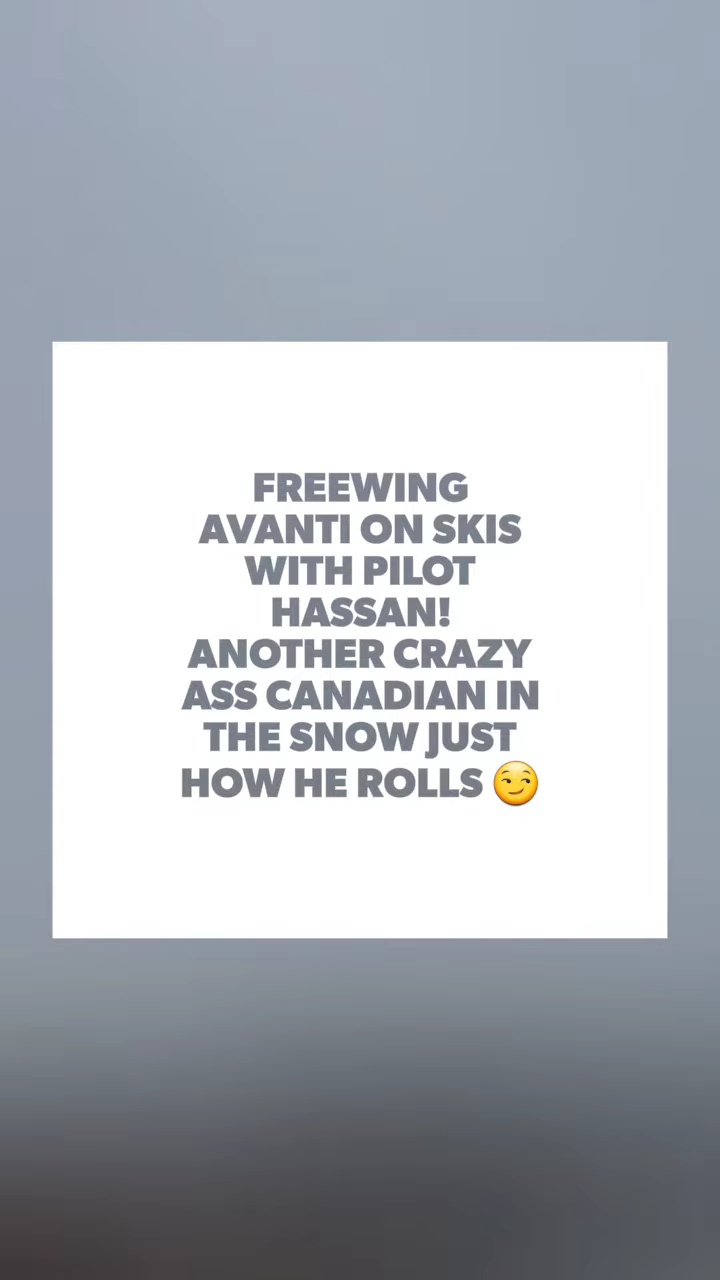 FREEWING
AVANTI ON SKIS
WITH PILOT
HASSAN!
ANOTHER CRAZY
ASS CANADIAN IN
THE SNOW JUST
HOW HE ROLLS 😏